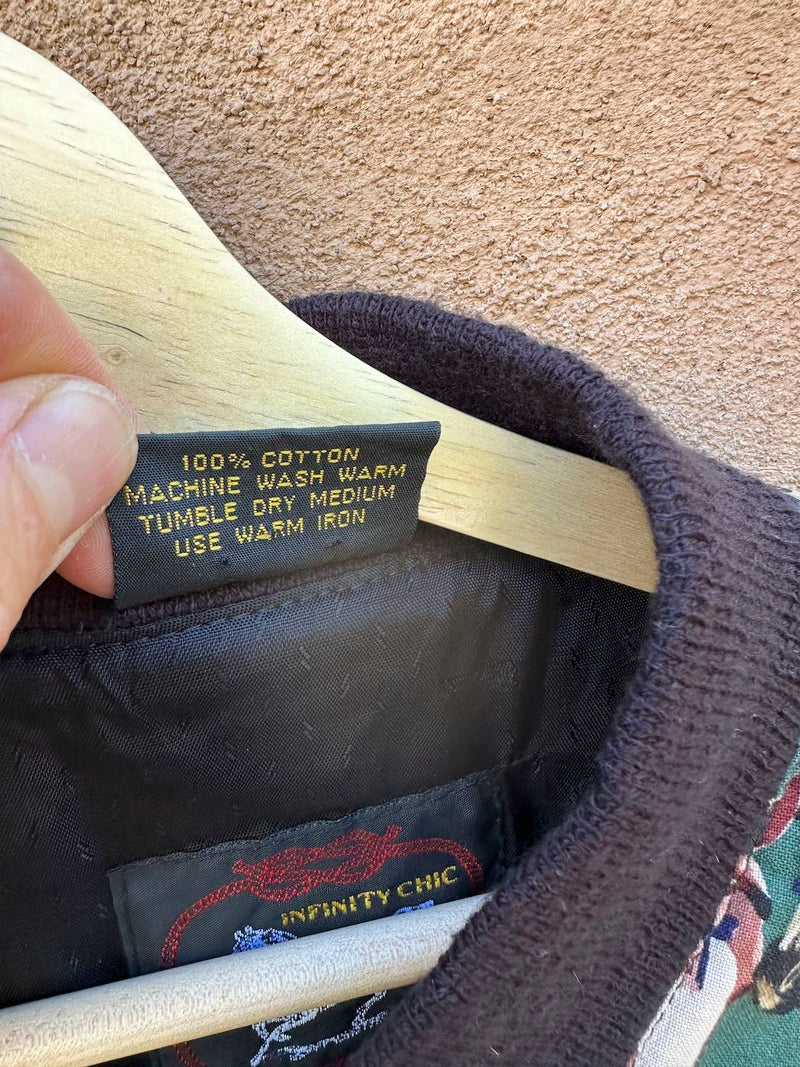 100% COTTON
MACHINE WASH WARM
TUMBLE DRY MEDIUM
USE WARM IRON
INFINITY CHIC